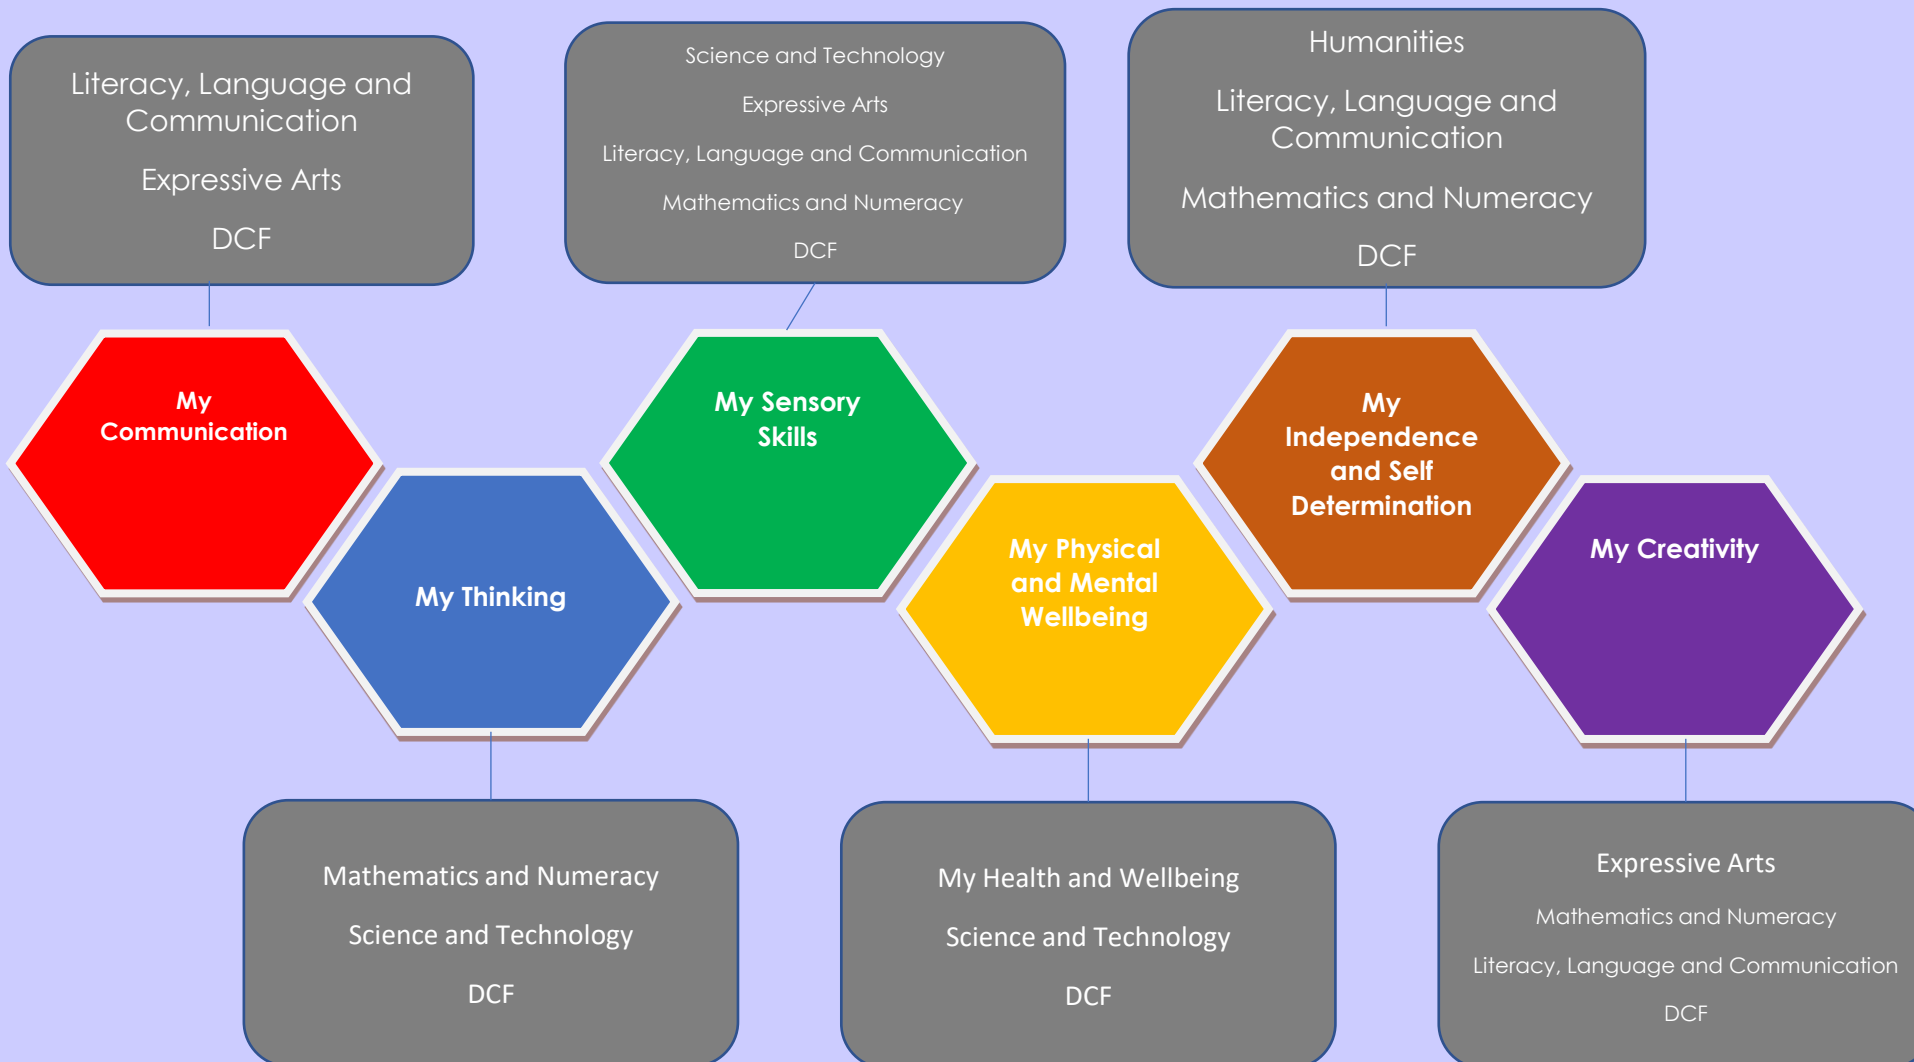 Literacy, Language and
Communication
Expressive Arts
DCF
Science and Technology
Expressive Arts
Literacy, Language and Communication
Mathematics and Numeracy
DCF
Humanities
Literacy, Language and
Communication
Mathematics and Numeracy
DCF
My
Communication
My Thinking
My Sensory
Skills
My Physical
and Mental
Wellbeing
My
Independence
and Self
Determination
My Creativity
Mathematics and Numeracy
Science and Technology
DCF
My Health and Wellbeing
Science and Technology
DCF
Expressive Arts
Mathematics and Numeracy
Literacy, Language and Communication
DCF